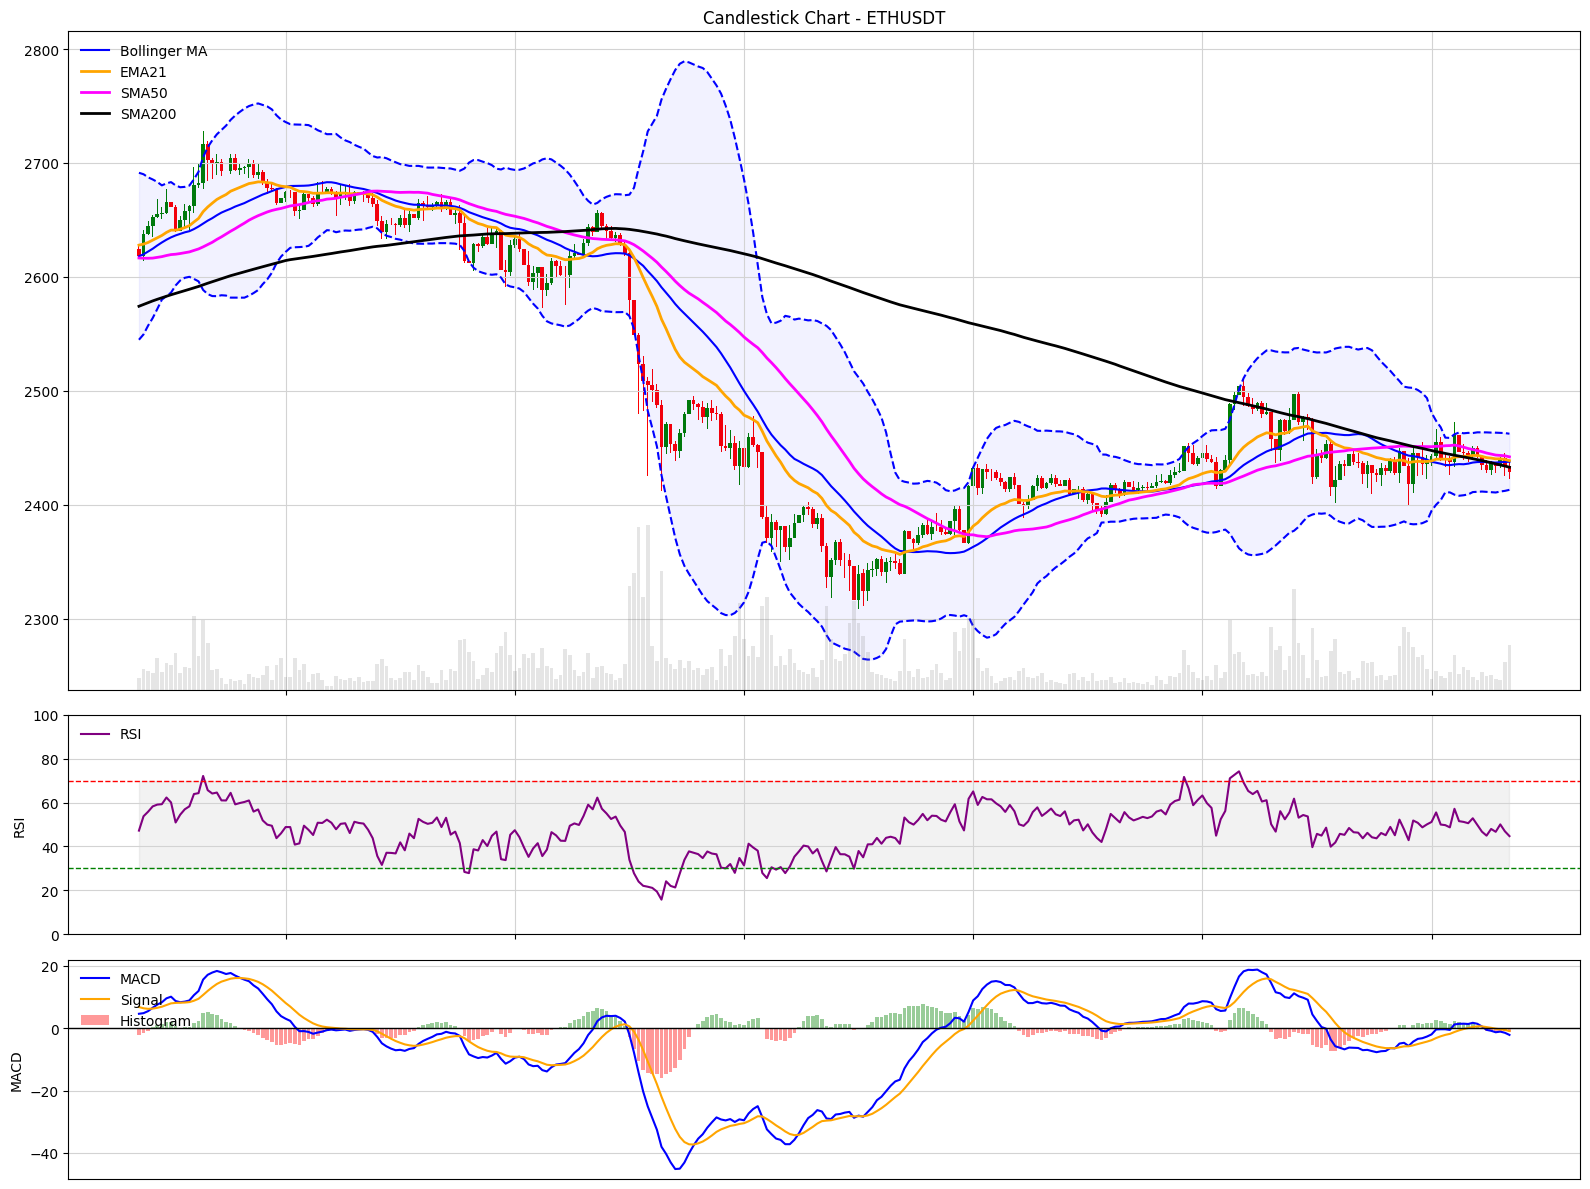 Candlestick Chart - ETHUSDT
Bollinger MA
EMA21
SMA50
SMA200
2800
2700
2600
2500
2400
2300
RSI
100
80
60
40
20
0
RSI
MACD
Signal
Histogram
20
0
−20
−40
MACD